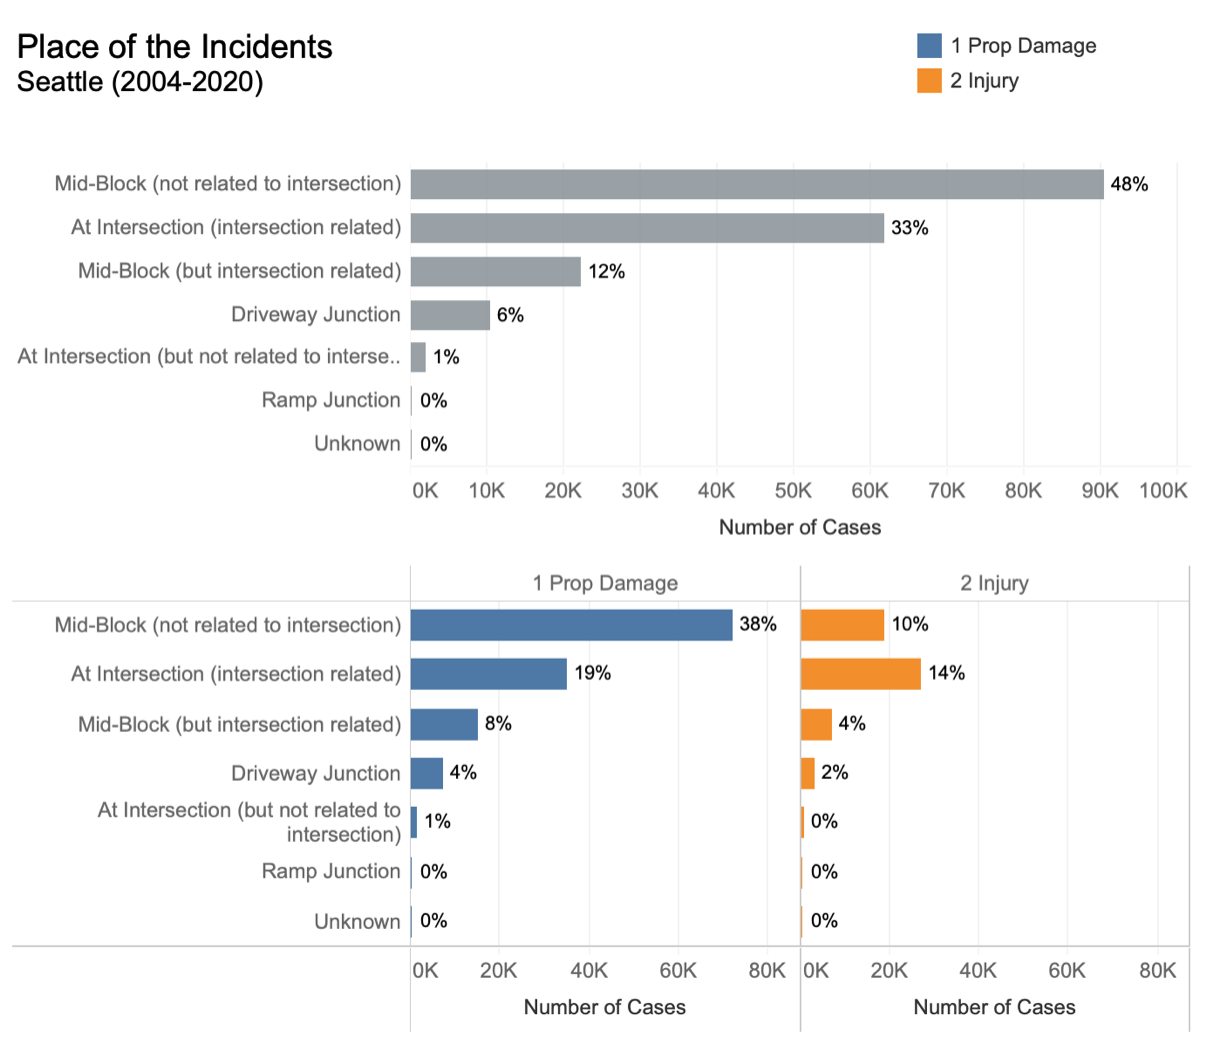 Place of the Incidents
Seattle (2004-2020)
1 Prop Damage
2 Injury
Mid-Block (not related to intersection) 48%
At Intersection (intersection related) 33%
Mid-Block (but intersection related) 12%
Driveway Junction 6%
At Intersection (but not related to interse.. 1%
Ramp Junction 0%
Unknown 0%
0K 10K 20K 30K 40K 50K 60K 70K 80K 90K 100K
Number of Cases
1 Prop Damage 2 Injury
Mid-Block (not related to intersection) 38% 10%
At Intersection (intersection related) 19% 14%
Mid-Block (but intersection related) 8% 4%
Driveway Junction 4% 2%
At Intersection (but not related to
intersection) 1% 0%
Ramp Junction 0% 0%
Unknown 0% 0%
0K 20K 40K 60K 80K 0K 20K 40K 60K 80K
Number of Cases Number of Cases